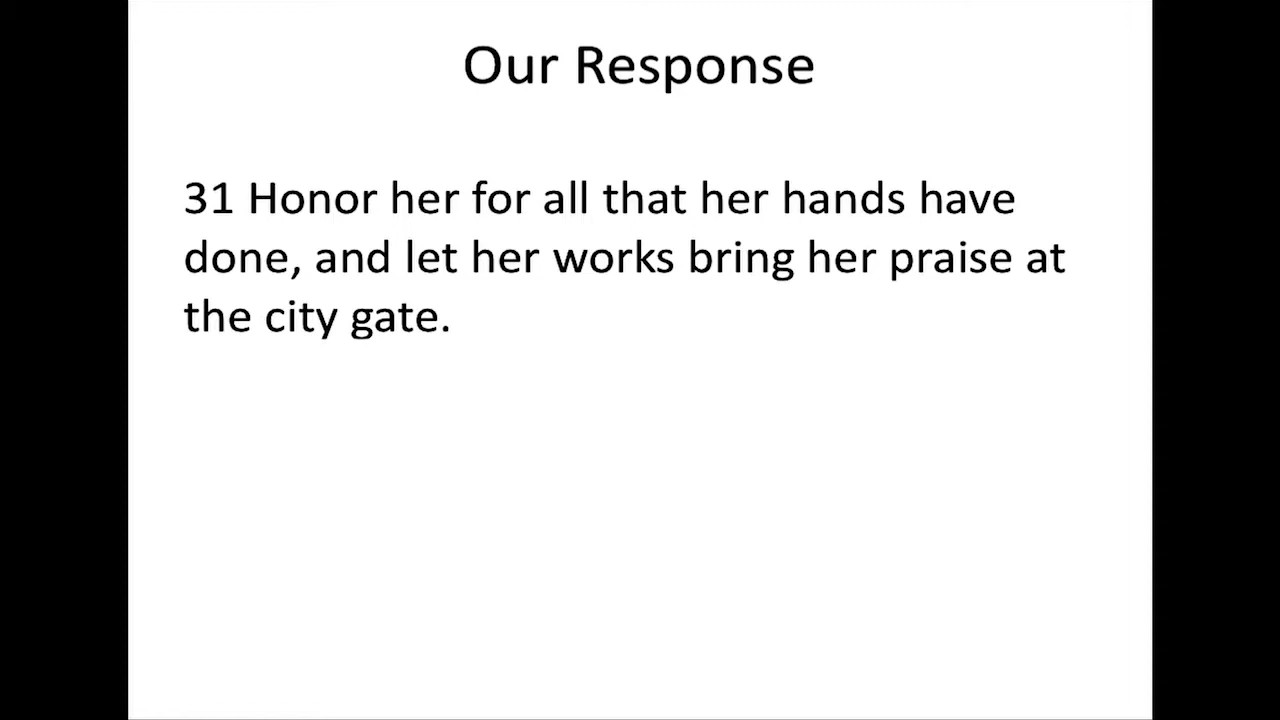 Our Response
31 Honor her for all that her hands have
done, and let her works bring her praise at
the city gate.